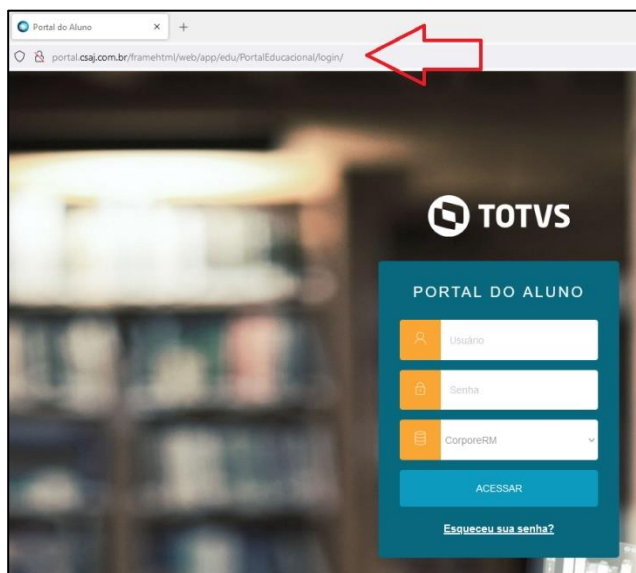 Portal do Aluno
portal.csaj.com.br/framehtml/web/app/edu/PortalEducacional/login/
TOTVS
PORTAL DO ALUNO
Usuário
Senha
CorporeRM
ACESSAR
Esqueceu sua senha?